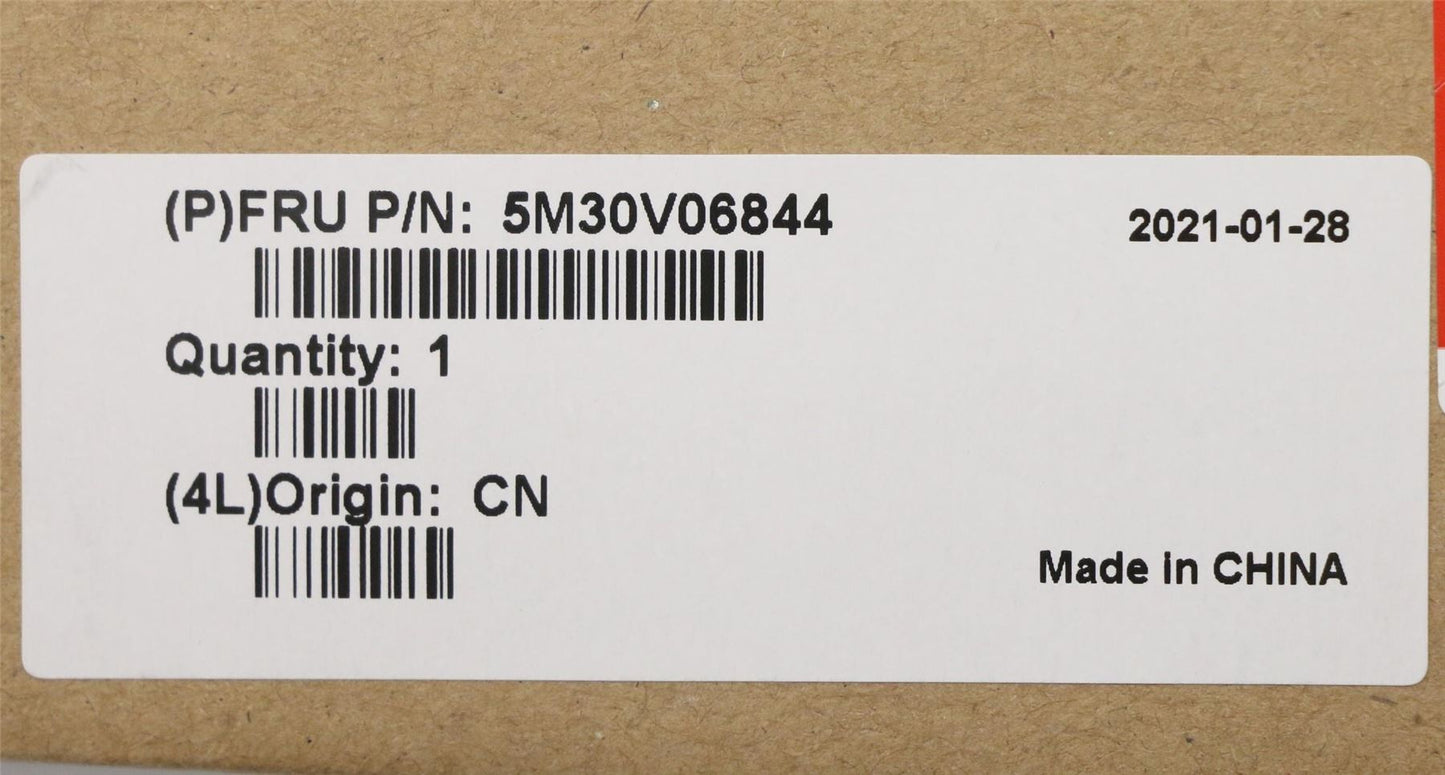 (P)FRU P/N: 5M30V06844
2021-01-28
Quantity: 1
(4L)Origin: CN
Made in CHINA